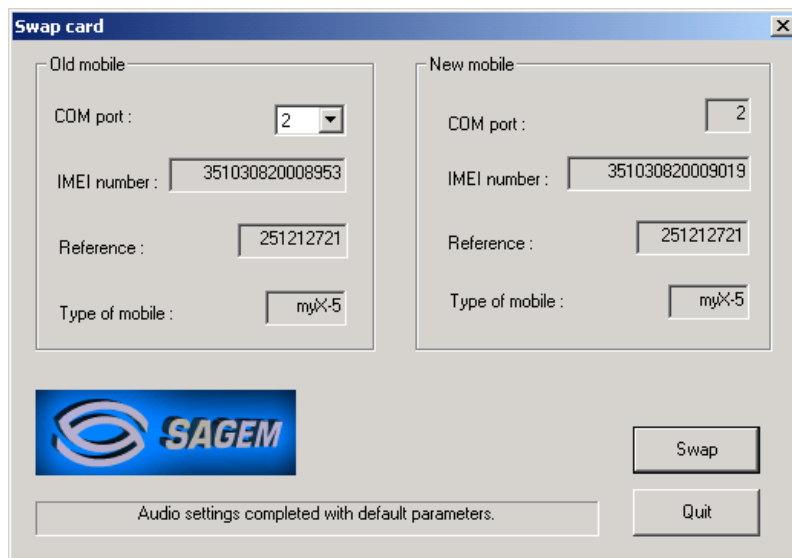 Swap card
Old mobile
COM port :
2
IMEI number :
351030820008953
Reference :
251212721
Type of mobile :
myX-5
New mobile
COM port :
2
IMEI number :
351030820009019
Reference :
251212721
Type of mobile :
myX-5
SAGEM
Swap
Audio settings completed with default parameters.
Quit